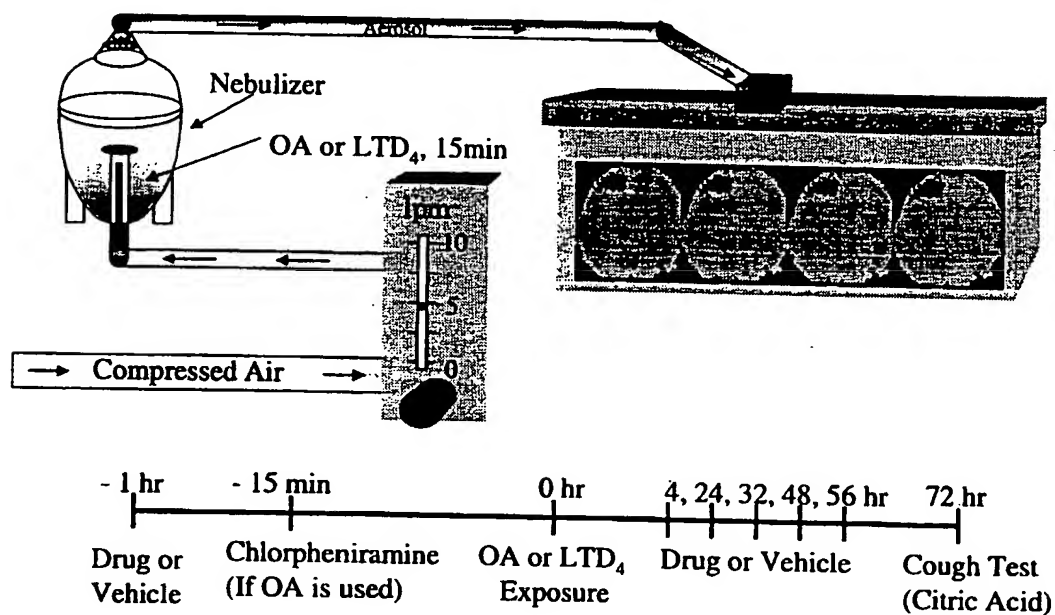 Aerosol
Nebulizer
OA or LTD₄, 15min
lpm
10
5
0
Compressed Air
- 1 hr
- 15 min
0 hr
4, 24, 32, 48, 56 hr
72 hr
Drug or
Vehicle
Chlorpheniramine
(If OA is used)
OA or LTD₄
Exposure
Drug or Vehicle
Cough Test
(Citric Acid)